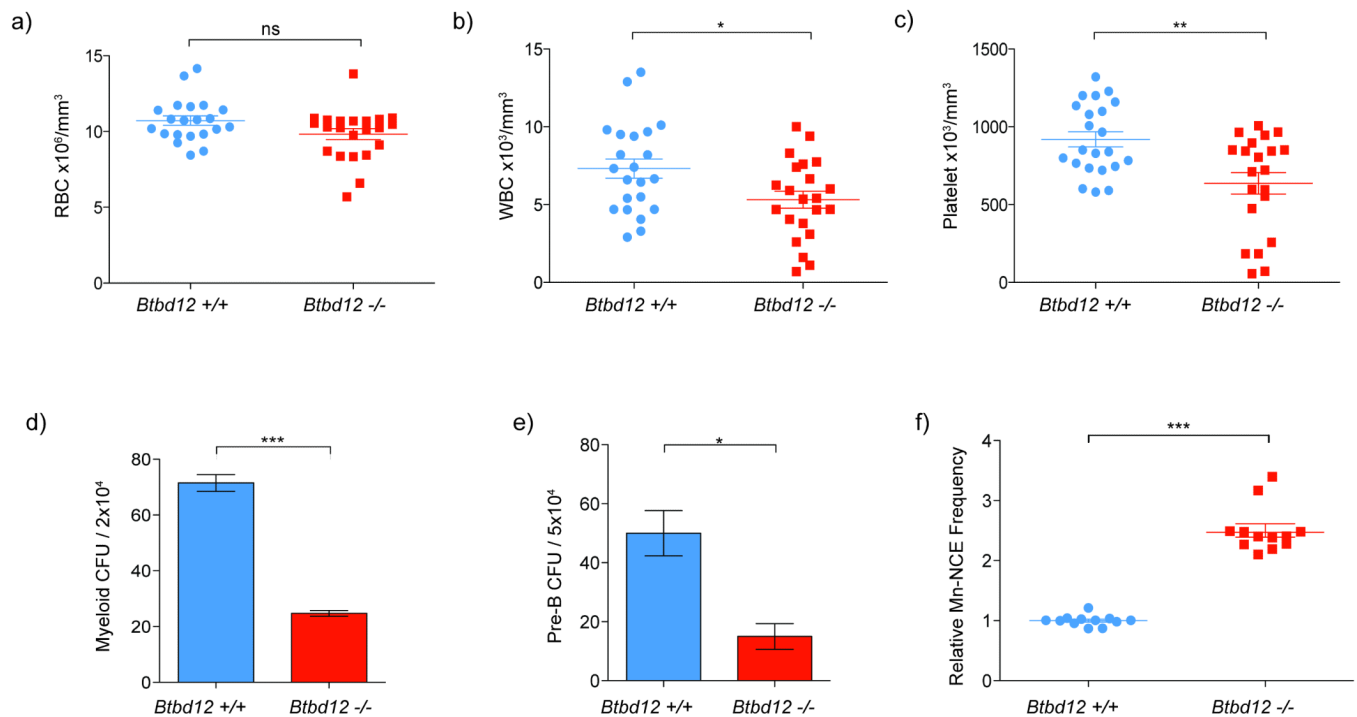 a)
ns
RBC x10⁶/mm³
15
10
5
0
Btbd12 +/+
Btbd12 -/-
b)
*
WBC x10³/mm³
15
10
5
0
Btbd12 +/+
Btbd12 -/-
c)
**
Platelet x10³/mm³
1500
1000
500
0
Btbd12 +/+
Btbd12 -/-
d)
***
Myeloid CFU / 2x10⁴
80
60
40
20
0
Btbd12 +/+
Btbd12 -/-
e)
*
Pre-B CFU / 5x10⁴
80
60
40
20
0
Btbd12 +/+
Btbd12 -/-
f)
***
Relative Mn-NCE Frequency
4
3
2
1
0
Btbd12 +/+
Btbd12 -/-